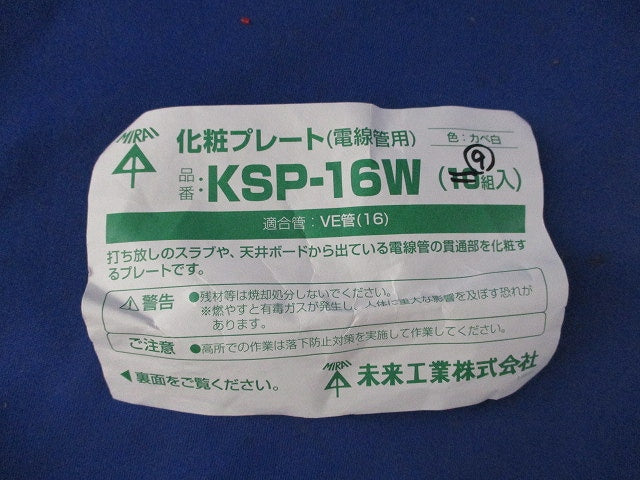 MIRAI
化粧プレート(電線管用)
色:カベ白
品番:KSP-16W (10組入)
9
適合管:VE管(16)
打ち放しのスラブや、天井ボードから出ている電線管の貫通部を化粧す
るプレートです。
警告
●残材等は焼却処分しないでください。
※燃やすと有毒ガスが発生し、人体に重大な影響を及ぼす恐れが
あります。
ご注意
●高所での作業は落下防止対策を実施して作業してください。
◀裏面をご覧ください。
MIRAI
未来工業株式会社